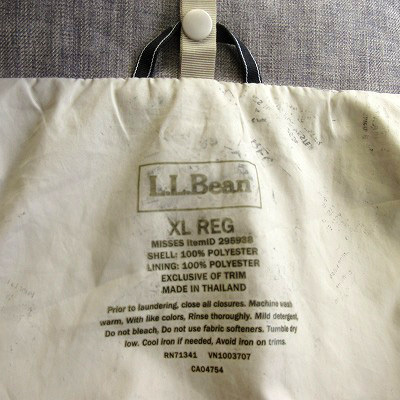 L.L.Bean
XL REG
MISSES ItemID 295938
SHELL: 100% POLYESTER
LINING: 100% POLYESTER
EXCLUSIVE OF TRIM
MADE IN THAILAND
Prior to laundering, close all closures. Machine wash
warm, With like colors, Rinse thoroughly. Mild detergent,
Do not bleach, Do not use fabric softeners. Tumble dry
low. Cool iron if needed, Avoid iron on trims.
RN71341 VN1003707
CA04754